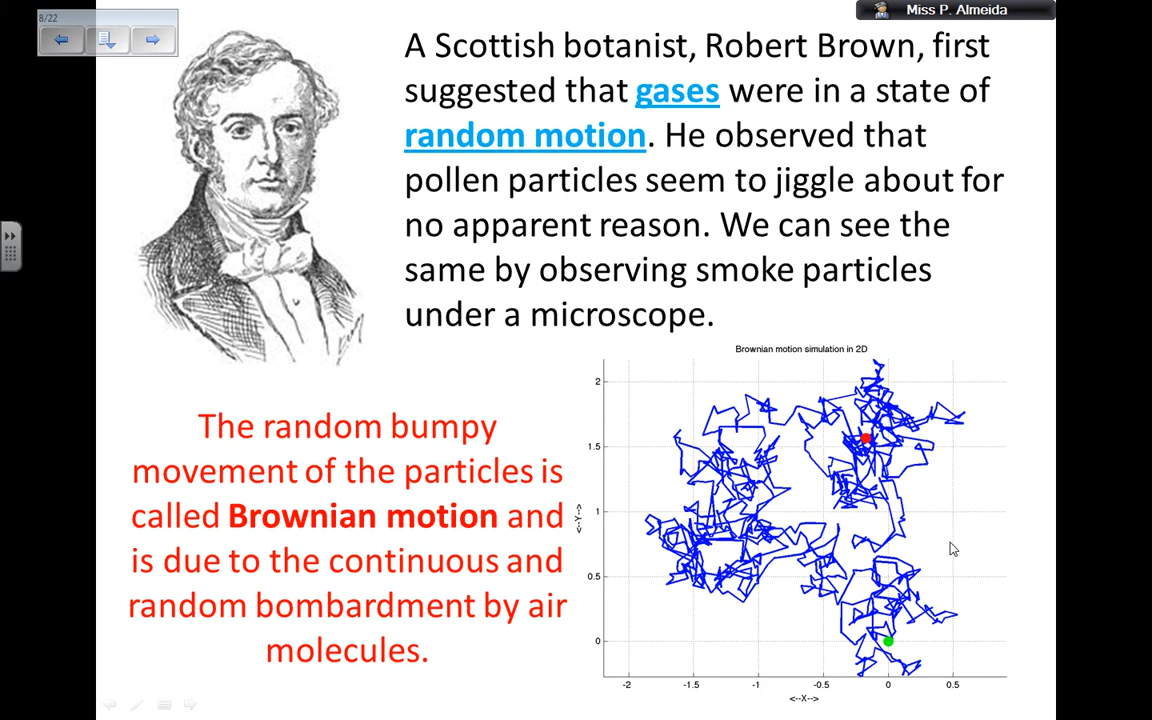 8/22
Miss P. Almeida
A Scottish botanist, Robert Brown, first
suggested that gases were in a state of
random motion. He observed that
pollen particles seem to jiggle about for
no apparent reason. We can see the
same by observing smoke particles
under a microscope.
The random bumpy
movement of the particles is
called Brownian motion and
is due to the continuous and
random bombardment by air
molecules.
Brownian motion simulation in 2D
2
1.5
1
0.5
0
<--Y-->
-2 -1.5 -1 -0.5 0 0.5
<--X-->